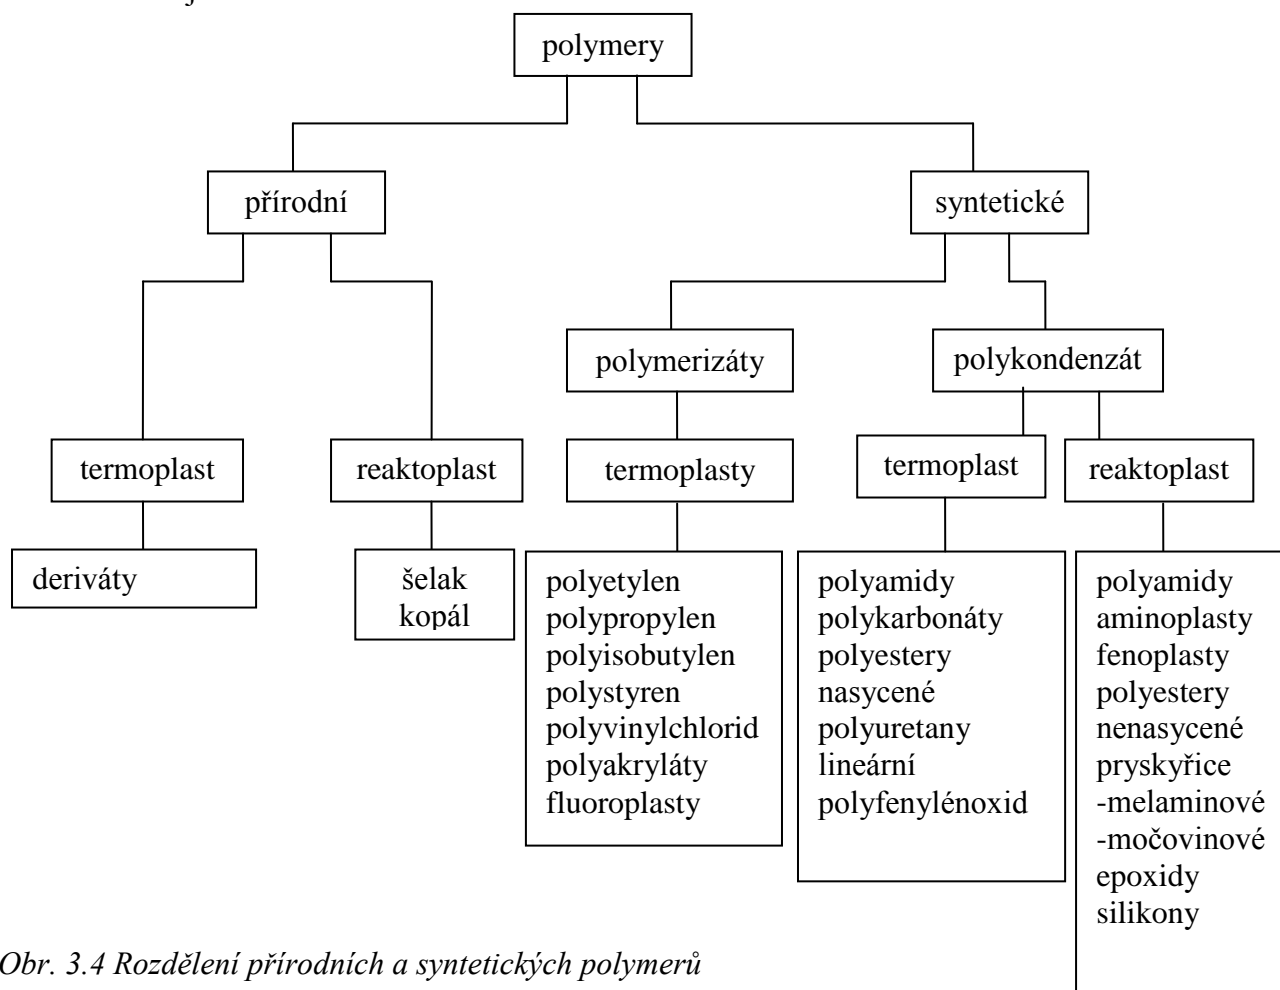 polymery
přírodní
syntetické
polymerizáty
polykondenzát
termoplast
reaktoplast
termoplasty
termoplast
reaktoplast
deriváty
šelak
kopál
polyetylen
polypropylen
polyisobutylen
polystyren
polyvinylchlorid
polyakryláty
fluoroplasty
polyamidy
polykarbonáty
polyestery
nasycené
polyuretany
lineární
polyfenylénoxid
polyamidy
aminoplasty
fenoplasty
polyestery
nenasycené
pryskyřice
-melaminové
-močovinové
epoxidy
silikony
Obr. 3.4 Rozdělení přírodních a syntetických polymerů